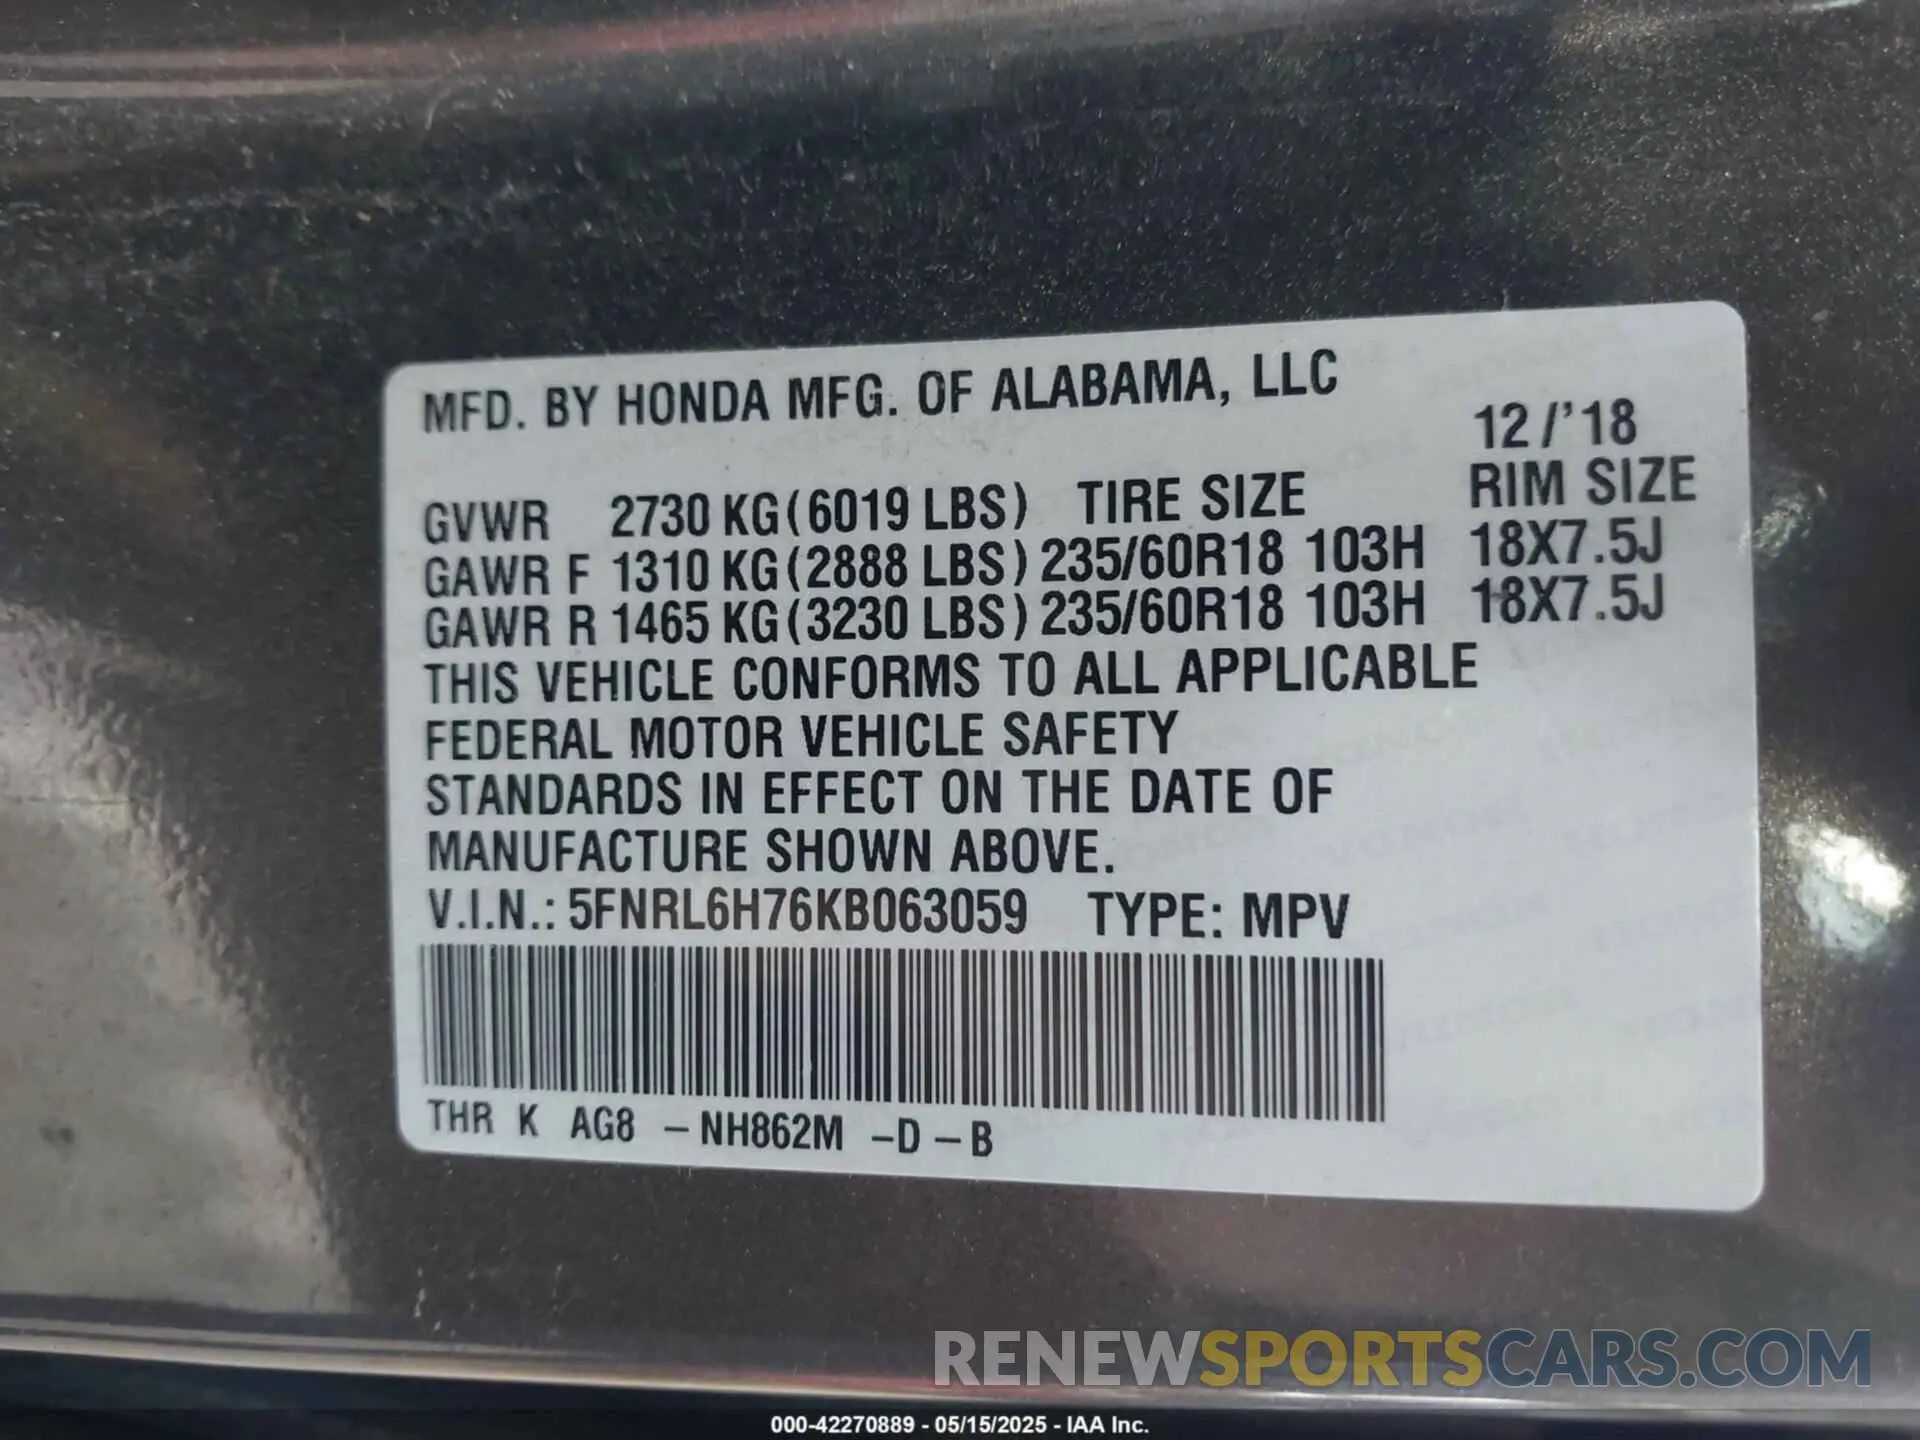 MFD. BY HONDA MFG. OF ALABAMA, LLC
12/'18
GVWR 2730 KG (6019 LBS) TIRE SIZE RIM SIZE
GAWR F 1310 KG (2888 LBS) 235/60R18 103H 18X7.5J
GAWR R 1465 KG (3230 LBS) 235/60R18 103H 18X7.5J
THIS VEHICLE CONFORMS TO ALL APPLICABLE
FEDERAL MOTOR VEHICLE SAFETY
STANDARDS IN EFFECT ON THE DATE OF
MANUFACTURE SHOWN ABOVE.
V.I.N.: 5FNRL6H76KB063059 TYPE: MPV
THR K AG8 -NH862M -D-B
RENEWSPORTSCARS.COM
000-42270889 - 05/15/2025 - IAA Inc.